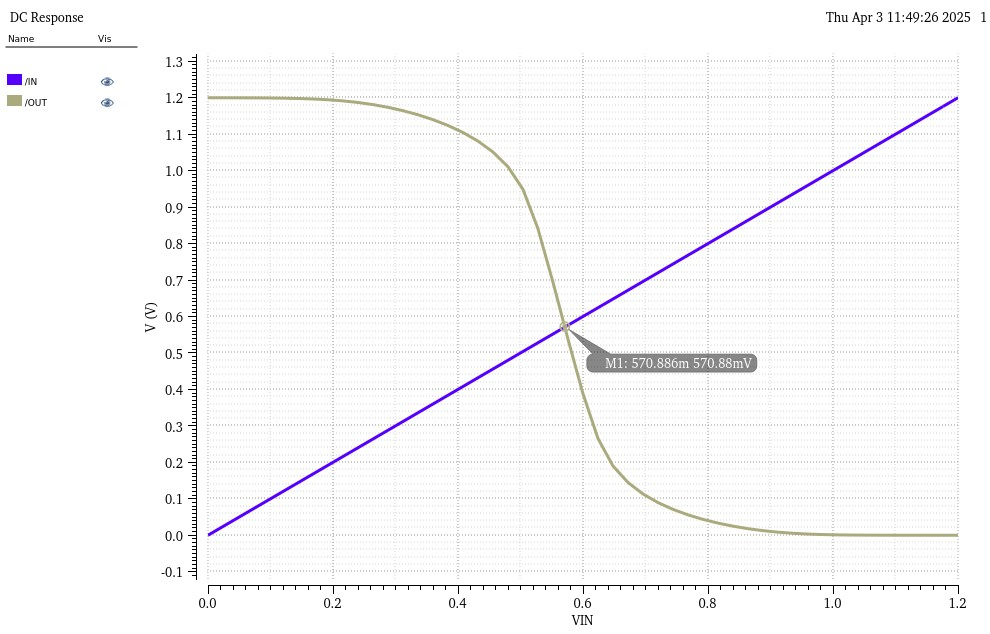 DC Response
Thu Apr 3 11:49:26 2025 1
Name Vis
/IN
/OUT
V (V)
1.3
1.2
1.1
1.0
0.9
0.8
0.7
0.6
0.5
0.4
0.3
0.2
0.1
0.0
-0.1
M1: 570.886m 570.88mV
0.0 0.2 0.4 0.6 0.8 1.0 1.2
VIN